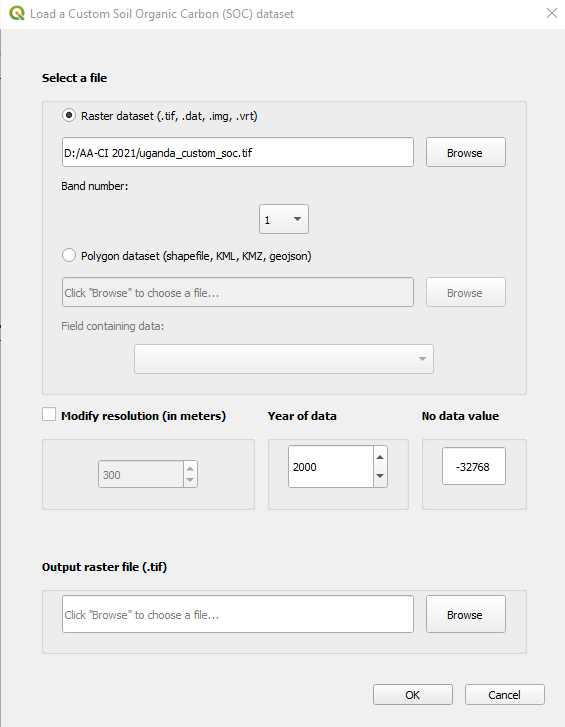 Load a Custom Soil Organic Carbon (SOC) dataset
Select a file
Raster dataset (.tif, .dat, .img, .vrt)
D:/AA-CI 2021/uganda_custom_soc.tif
Browse
Band number:
1
Polygon dataset (shapefile, KML, KMZ, geojson)
Click "Browse" to choose a file...
Browse
Field containing data:
Modify resolution (in meters)
Year of data
No data value
300
2000
-32768
Output raster file (.tif)
Click "Browse" to choose a file...
Browse
OK
Cancel